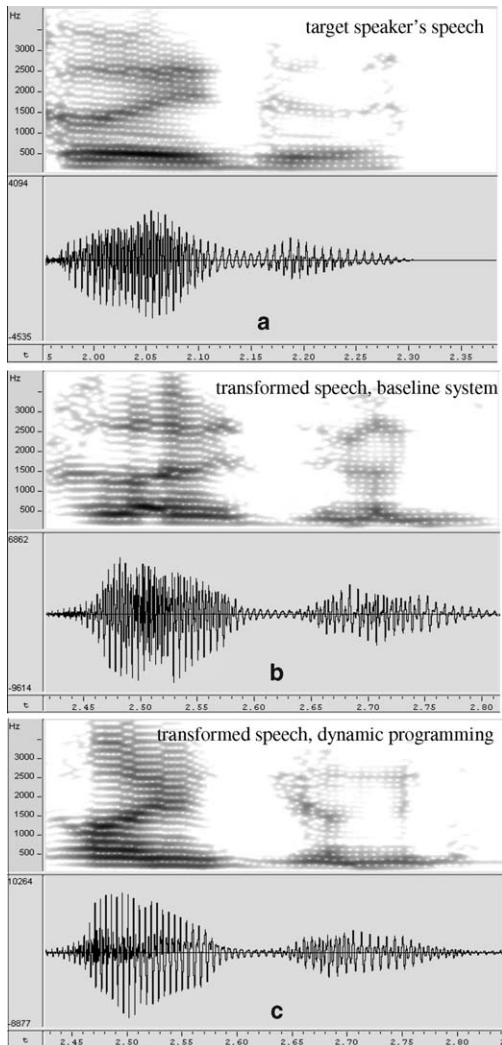 Hz
target speaker's speech
3000
2500
2000
1500
1000
500
4094
a
-4535
t 5 2.00 2.05 2.10 2.15 2.20 2.25 2.30 2.35
Hz
transformed speech, baseline system
3000
2500
2000
1500
1000
500
6862
b
-9614
t 2.45 2.50 2.55 2.60 2.65 2.70 2.75 2.80
Hz
transformed speech, dynamic programming
3000
2500
2000
1500
1000
500
10264
c
-8877
t 2.45 2.50 2.55 2.60 2.65 2.70 2.75 2.80